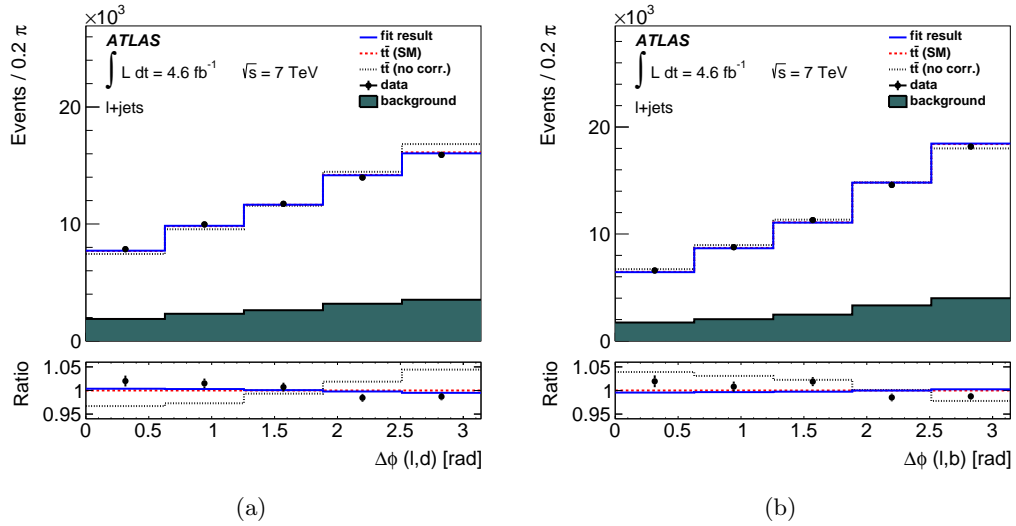 ×10³
Events / 0.2 π
ATLAS
∫ L dt = 4.6 fb⁻¹ √s = 7 TeV
l+jets
fit result
tt̄ (SM)
tt̄ (no corr.)
data
background
20
10
0
Ratio
1.05
1
0.95
0 0.5 1 1.5 2 2.5 3
Δϕ (l,d) [rad]
(a)
×10³
Events / 0.2 π
ATLAS
∫ L dt = 4.6 fb⁻¹ √s = 7 TeV
l+jets
fit result
tt̄ (SM)
tt̄ (no corr.)
data
background
20
10
0
Ratio
1.05
1
0.95
0 0.5 1 1.5 2 2.5 3
Δϕ (l,b) [rad]
(b)